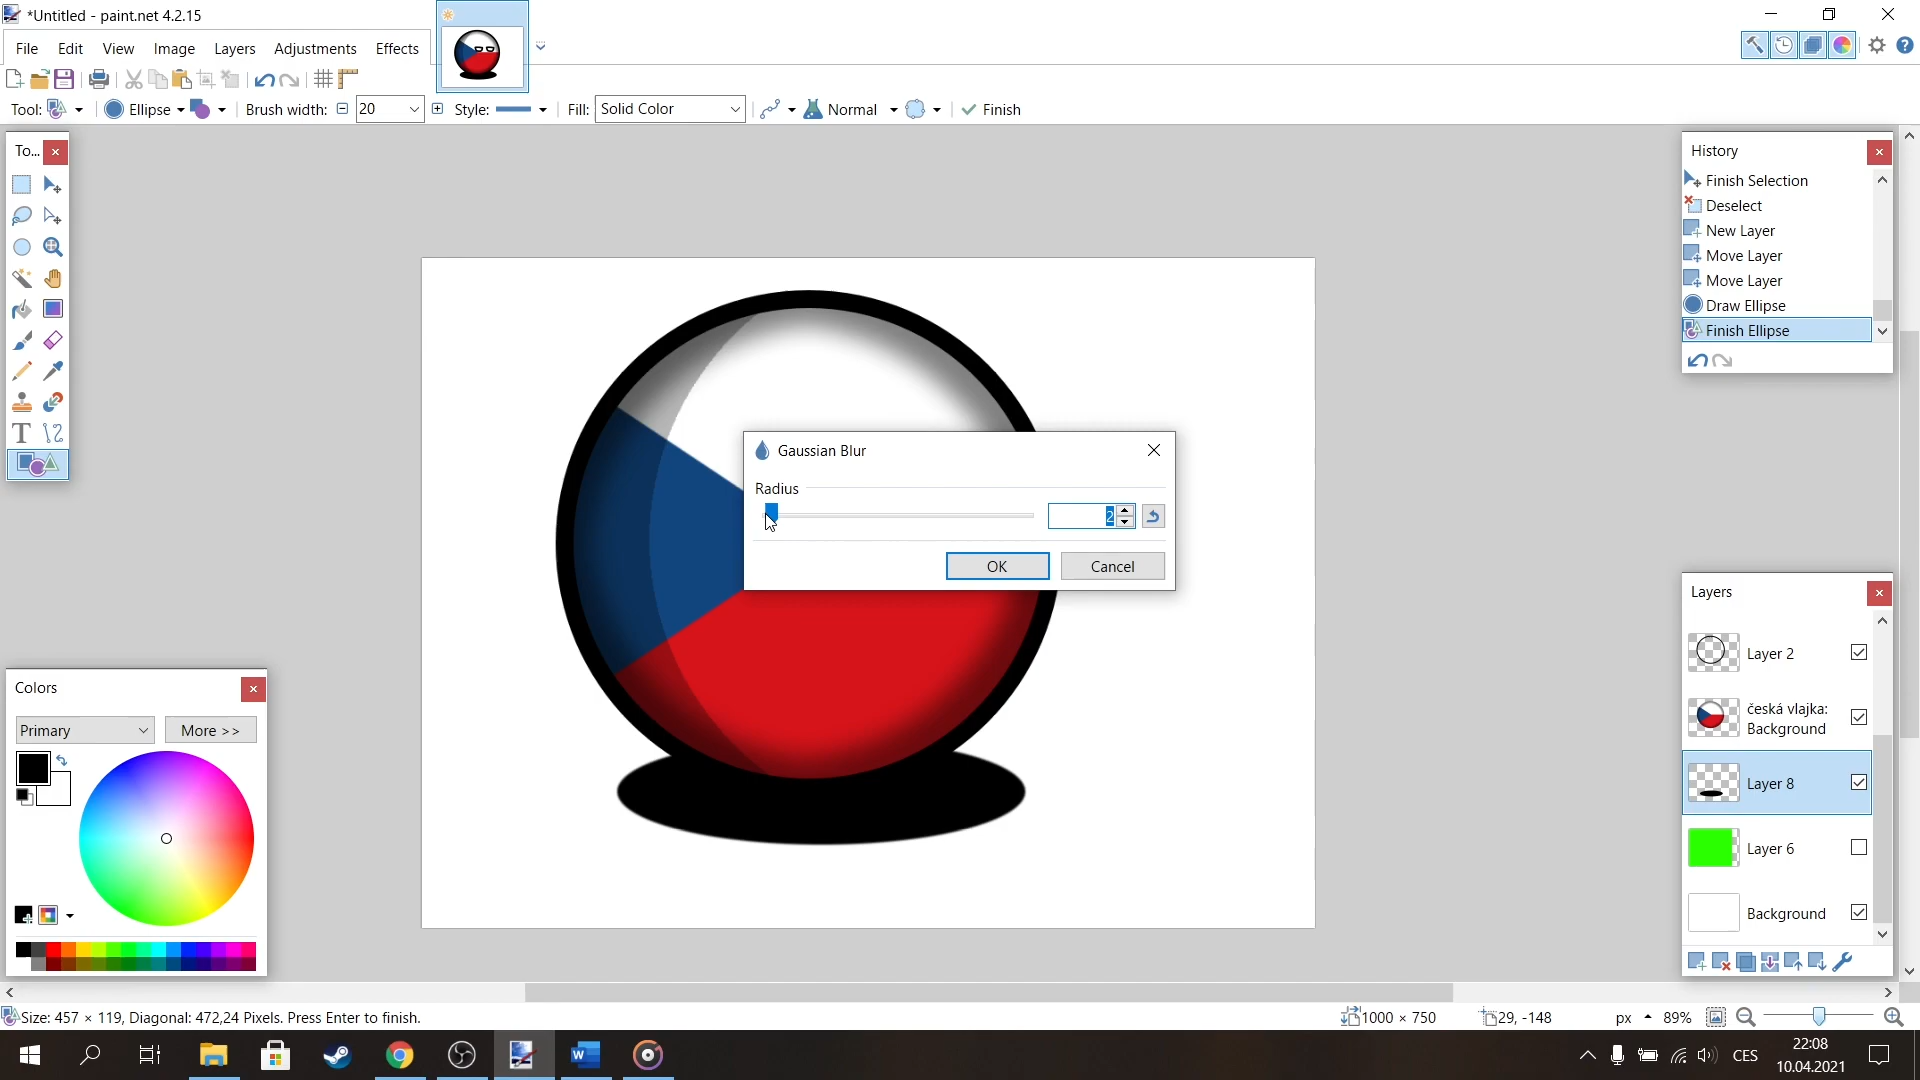 *Untitled - paint.net 4.2.15
File Edit View Image Layers Adjustments Effects
Tool: Ellipse Brush width: 20 Style: Fill: Solid Color Normal Finish
To...
History
Finish Selection
Deselect
New Layer
Move Layer
Move Layer
Draw Ellipse
Finish Ellipse
Gaussian Blur
Radius
2
OK Cancel
Layers
Layer 2
česká vlajka:
Background
Layer 8
Layer 6
Background
Colors
Primary More >>
Size: 457 × 119, Diagonal: 472,24 Pixels. Press Enter to finish. 1000 × 750 29, -148 px 89%
CES
22:08
10.04.2021